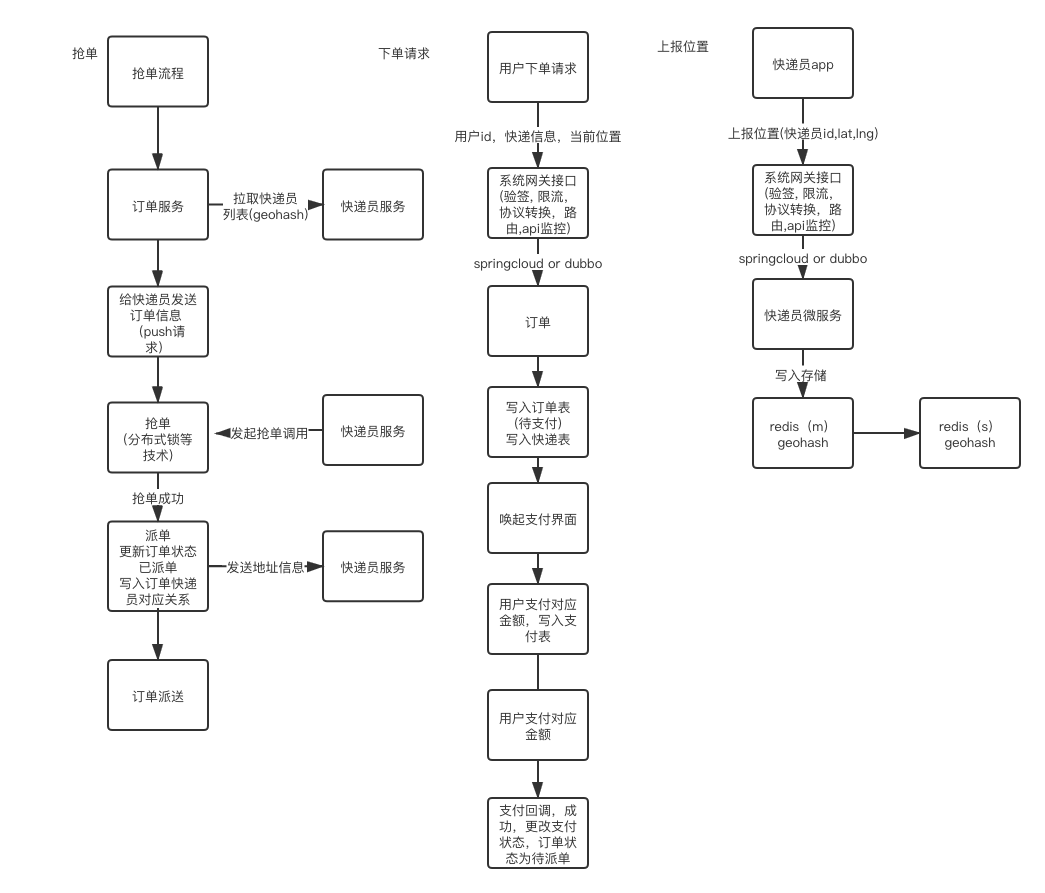 抢单
抢单流程
订单服务
拉取快递员
列表(geohash)
快递员服务
给快递员发送
订单信息
（push请
求）
抢单
(分布式锁等
技术)
发起抢单调用
快递员服务
抢单成功
派单
更新订单状态
已派单
写入订单快递
员对应关系
发送地址信息
快递员服务
订单派送
下单请求
用户下单请求
用户id，快递信息，当前位置
系统网关接口
(验签, 限流，
协议转换，路
由,api监控)
springcloud or dubbo
订单
写入订单表
(待支付)
写入快递表
唤起支付界面
用户支付对应
金额，写入支
付表
用户支付对应
金额
支付回调，成
功，更改支付
状态，订单状
态为待派单
上报位置
快递员app
上报位置(快递员id,lat,lng)
系统网关接口
(验签, 限流，
协议转换，路
由,api监控)
springcloud or dubbo
快递员微服务
写入存储
redis（m）
geohash
redis（s）
geohash